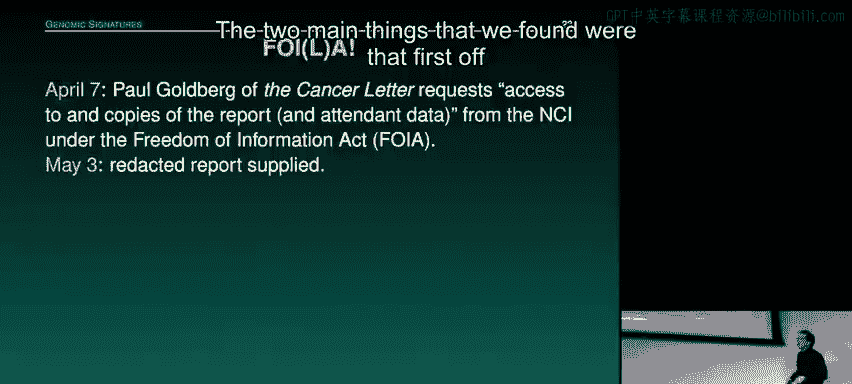 GENOMIC SIGNATURES
GPT中英字幕课程资源@bilibili.com
The two main things that we found were
that first off
FOI(L)A!
April 7: Paul Goldberg of the Cancer Letter requests “access
to and copies of the report (and attendant data)” from the NCI
under the Freedom of Information Act (FOIA).
May 3: redacted report supplied.